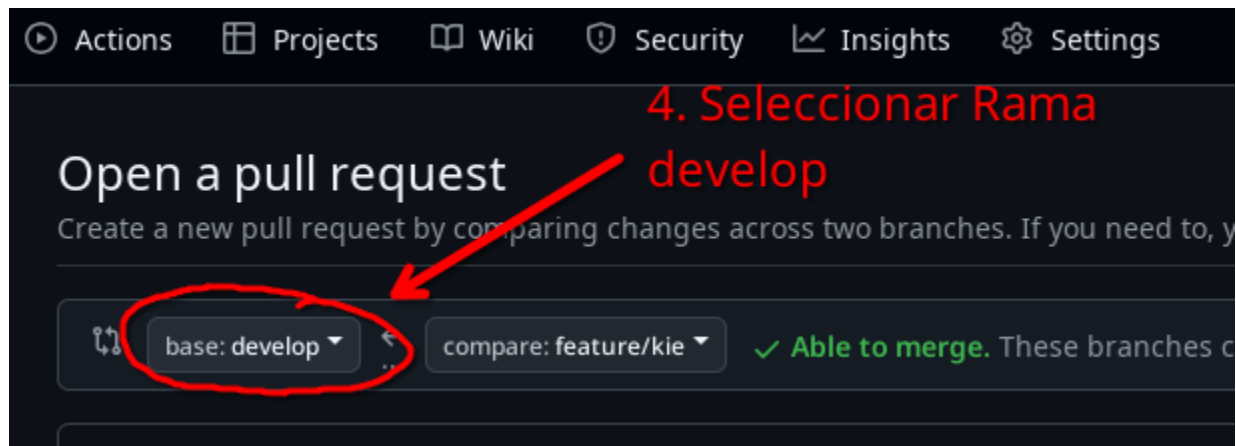 Actions Projects Wiki Security Insights Settings
4. Seleccionar Rama
develop
Open a pull request
Create a new pull request by comparing changes across two branches. If you need to, y
base: develop compare: feature/kie Able to merge. These branches c